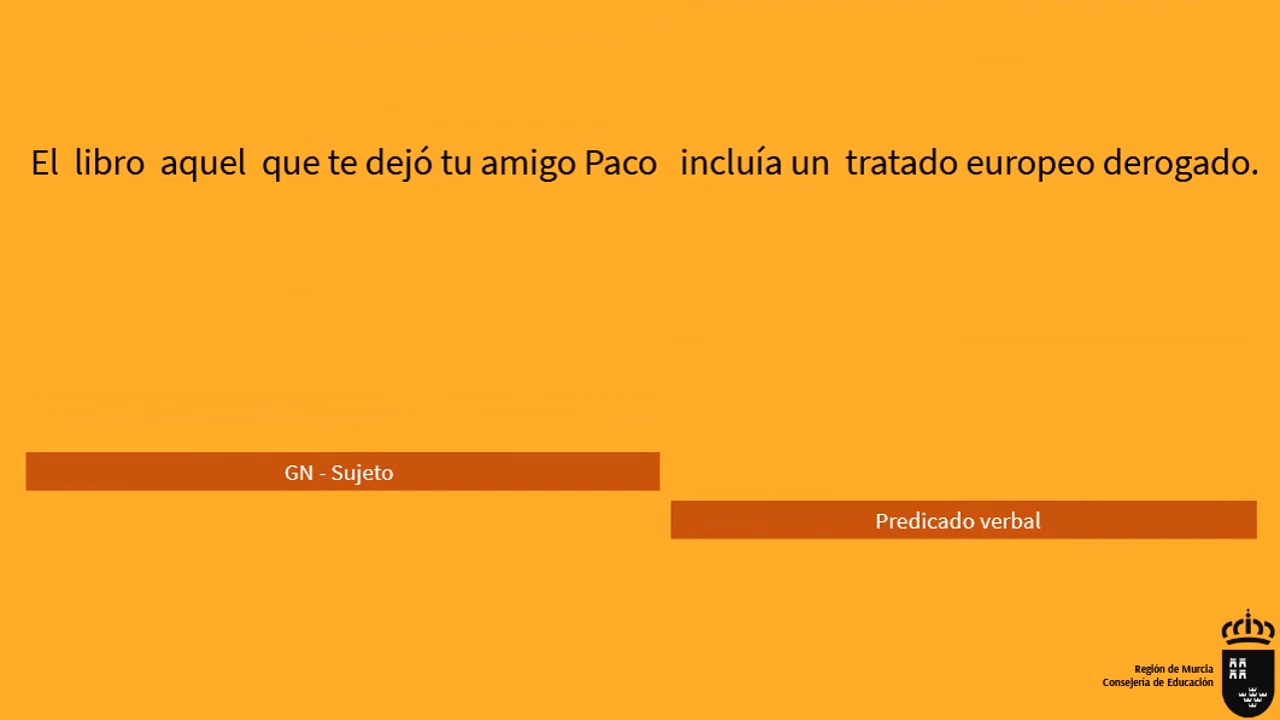 El libro aquel que te dejó tu amigo Paco incluía un tratado europeo derogado.
GN - Sujeto
Predicado verbal
Región de Murcia
Consejería de Educación